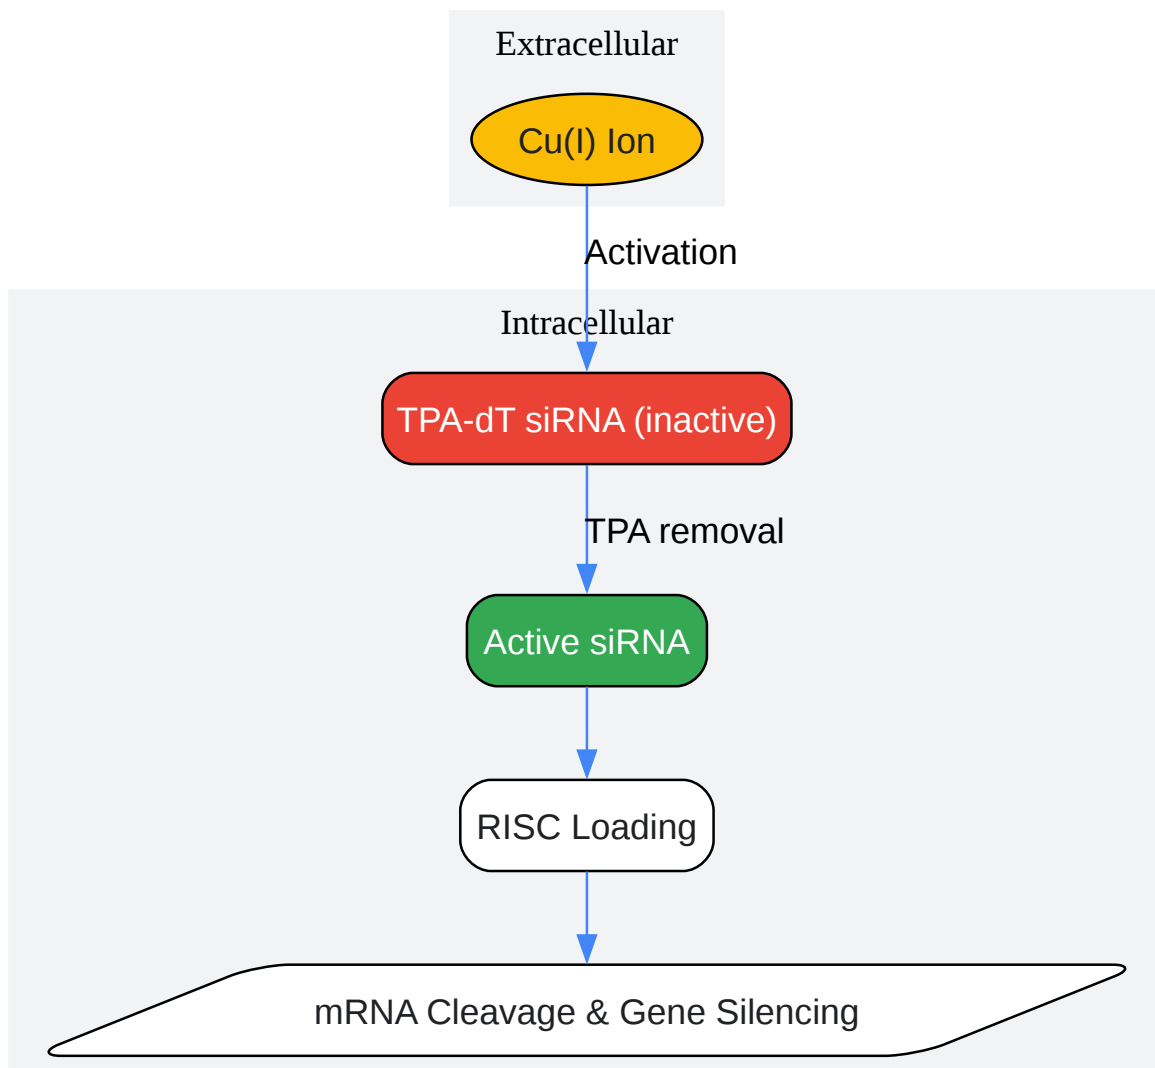 Extracellular
Cu(I) Ion
Activation
Intracellular
TPA-dT siRNA (inactive)
TPA removal
Active siRNA
RISC Loading
mRNA Cleavage & Gene Silencing